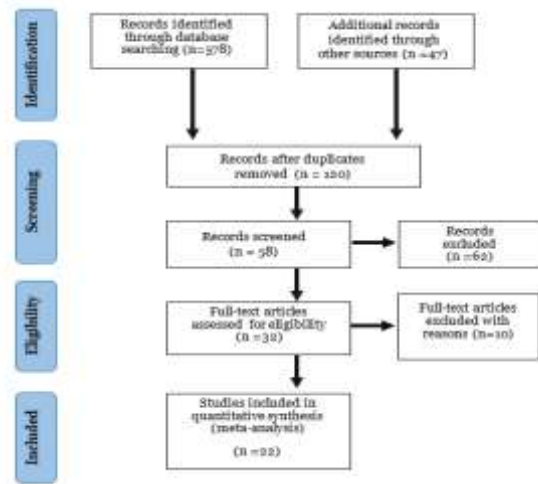 Identification
Records identified
through database
searching (n=578)
Additional records
identified through
other sources (n =47)
Screening
Records after duplicates
removed (n = 120)
Records screened
(n = 58)
Records
excluded
(n =62)
Eligibility
Full-text articles
assessed for eligibility
(n =32)
Full-text articles
excluded with
reasons (n=10)
Included
Studies included in
quantitative synthesis
(meta-analysis)
(n =22)